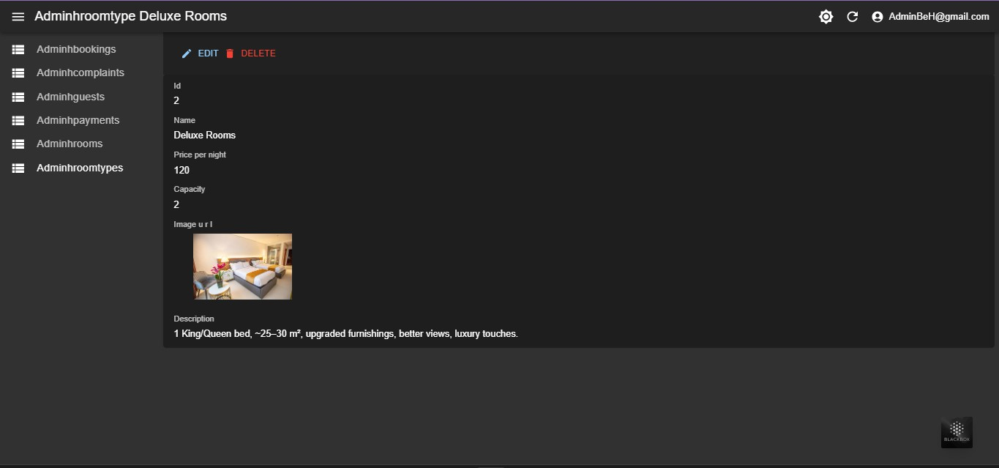 Adminhroomtype Deluxe Rooms
AdminBeH@gmail.com
Adminhbookings
Adminhcomplaints
Adminhguests
Adminhpayments
Adminhrooms
Adminhroomtypes
EDIT DELETE
Id
2
Name
Deluxe Rooms
Price per night
120
Capacity
2
Image u r l
Description
1 King/Queen bed, ~25–30 m², upgraded furnishings, better views, luxury touches.
BLACKBOX